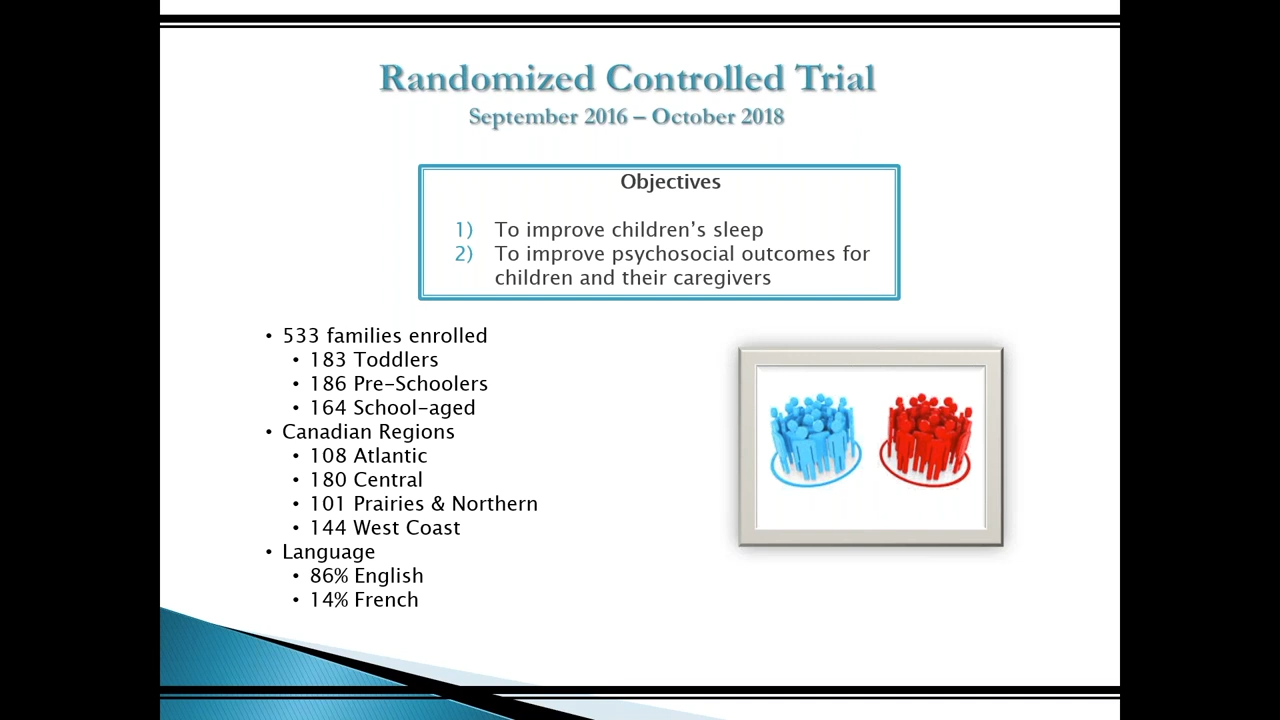 Randomized Controlled Trial
September 2016 – October 2018
Objectives
1) To improve children's sleep
2) To improve psychosocial outcomes for
children and their caregivers
• 533 families enrolled
• 183 Toddlers
• 186 Pre-Schoolers
• 164 School-aged
• Canadian Regions
• 108 Atlantic
• 180 Central
• 101 Prairies & Northern
• 144 West Coast
• Language
• 86% English
• 14% French